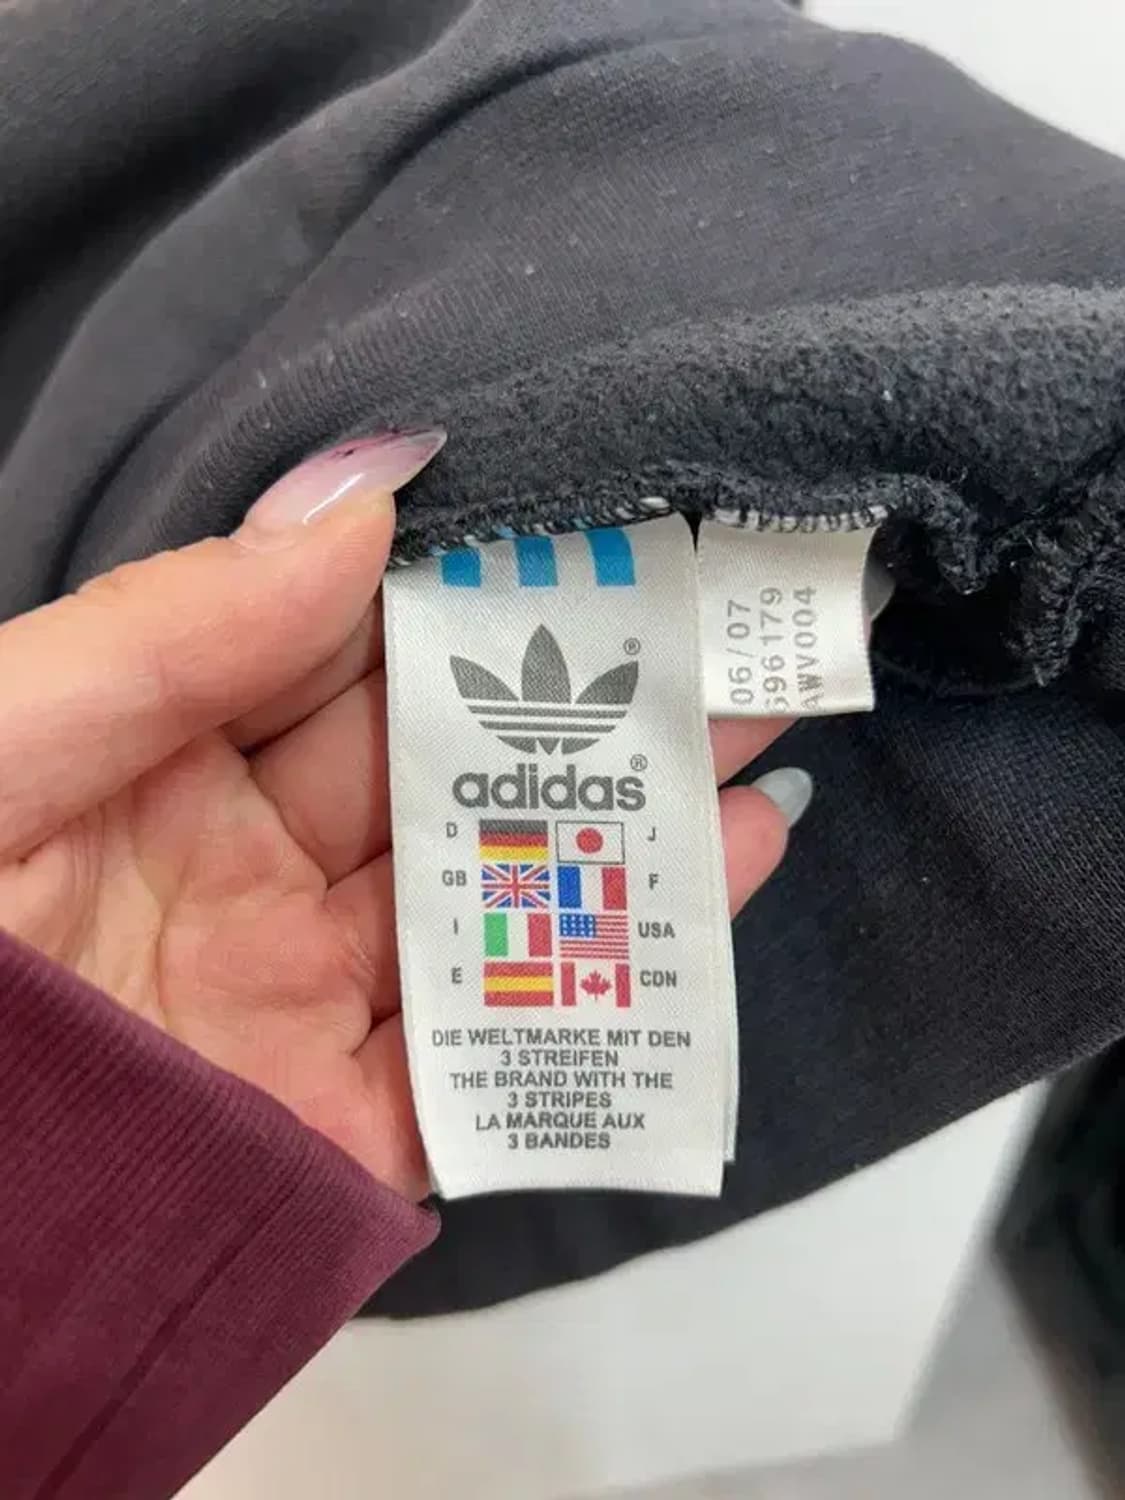 ®
adidas®
D J
GB F
I USA
E CDN
DIE WELTMARKE MIT DEN
3 STREIFEN
THE BRAND WITH THE
3 STRIPES
LA MARQUE AUX
3 BANDES
06/07
696179
AWV004